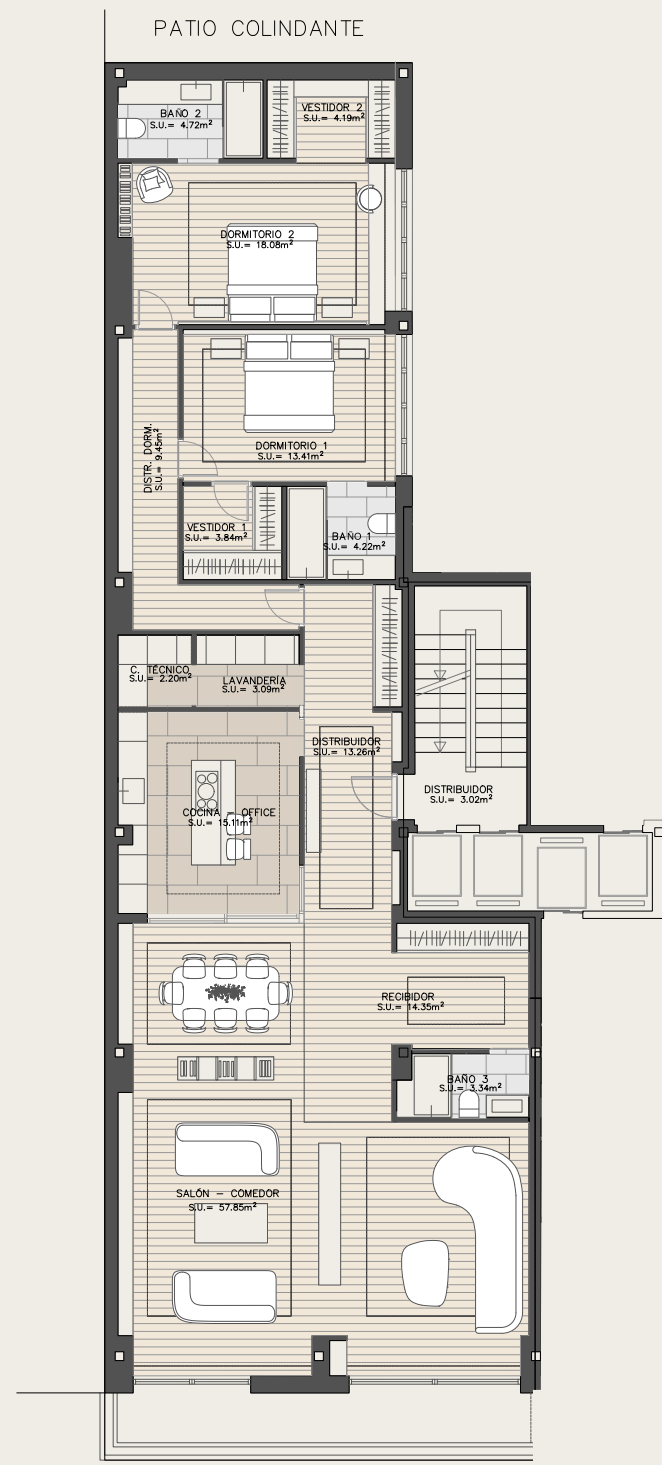 PATIO COLINDANTE
BAÑO 2
S.U.= 4.72m²
VESTIDOR 2
S.U.= 4.19m²
DORMITORIO 2
S.U.= 18.08m²
DISTR. DORM.
S.U.= 9.45m²
DORMITORIO 1
S.U.= 13.41m²
VESTIDOR 1
S.U.= 3.84m²
BAÑO 1
S.U.= 4.22m²
C. TÉCNICO
S.U.= 2.20m²
LAVANDERÍA
S.U.= 3.09m²
DISTRIBUIDOR
S.U.= 13.26m²
DISTRIBUIDOR
S.U.= 3.02m²
COCINA – OFFICE
S.U.= 15.11m²
RECIBIDOR
S.U.= 14.35m²
BAÑO 3
S.U.= 3.34m²
SALÓN – COMEDOR
S.U.= 57.85m²